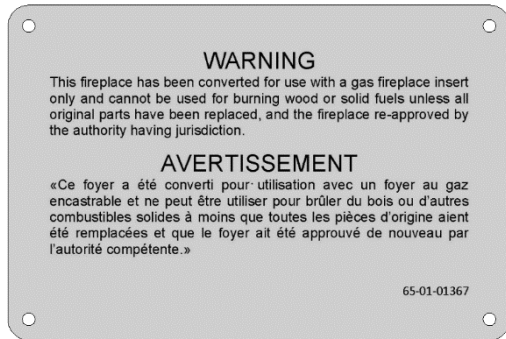 WARNING
This fireplace has been converted for use with a gas fireplace insert
only and cannot be used for burning wood or solid fuels unless all
original parts have been replaced, and the fireplace re-approved by
the authority having jurisdiction.
AVERTISSEMENT
«Ce foyer a été converti pour· utilisation avec un foyer au gaz
encastrable et ne peut être utiliser pour brûler du bois ou d'autres
combustibles solides à moins que toutes les pièces d'origine aient
été remplacées et que le foyer ait été approuvé de nouveau par
l'autorité compétente.»
65-01-01367